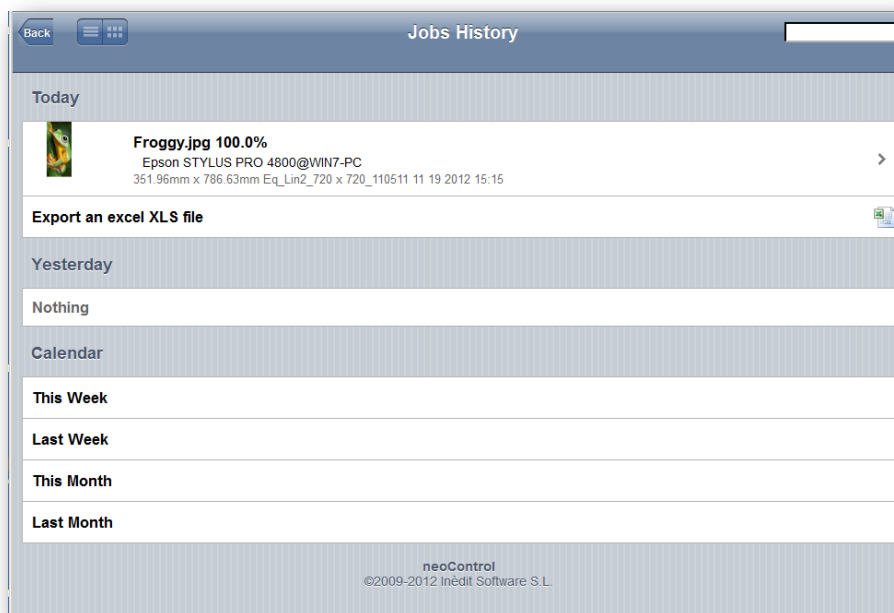 Back
Jobs History
Today
Froggy.jpg 100.0%
Epson STYLUS PRO 4800@WIN7-PC
351.96mm x 786.63mm Eq_Lin2_720 x 720_110511 11 19 2012 15:15
Export an excel XLS file
Yesterday
Nothing
Calendar
This Week
Last Week
This Month
Last Month
neoControl
©2009-2012 Inèdit Software S.L.